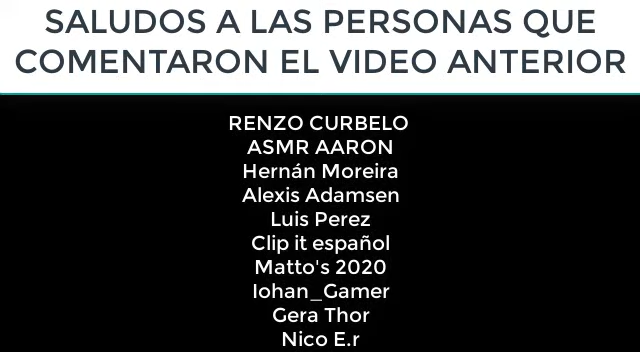 SALUDOS A LAS PERSONAS QUE
COMENTARON EL VIDEO ANTERIOR
RENZO CURBELO
ASMR AARON
Hernán Moreira
Alexis Adamsen
Luis Perez
Clip it español
Matto's 2020
Iohan_Gamer
Gera Thor
Nico E.r